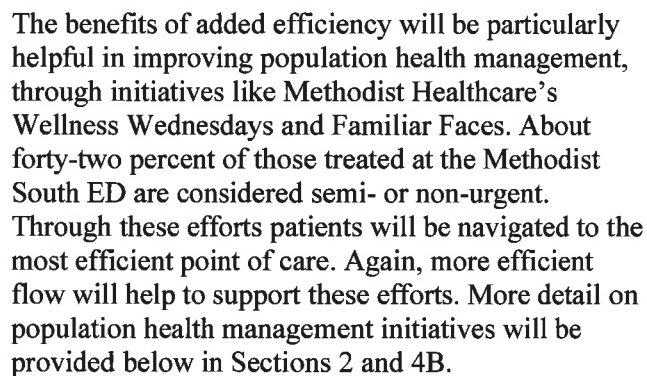 The benefits of added efficiency will be particularly
helpful in improving population health management,
through initiatives like Methodist Healthcare's
Wellness Wednesdays and Familiar Faces. About
forty-two percent of those treated at the Methodist
South ED are considered semi- or non-urgent.
Through these efforts patients will be navigated to the
most efficient point of care. Again, more efficient
flow will help to support these efforts. More detail on
population health management initiatives will be
provided below in Sections 2 and 4B.